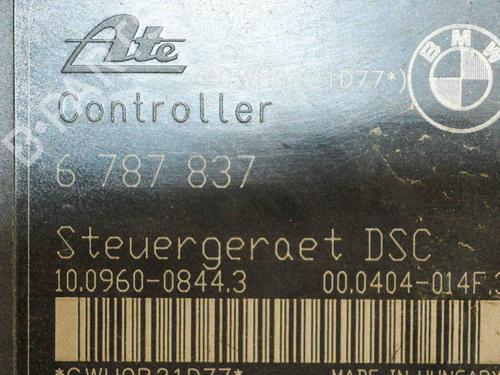 Ate
BMW
Controller
6 787 837
Steuergeraet DSC
10.0960-0844.3 00.0404-014F.
MADE IN HUNGARY